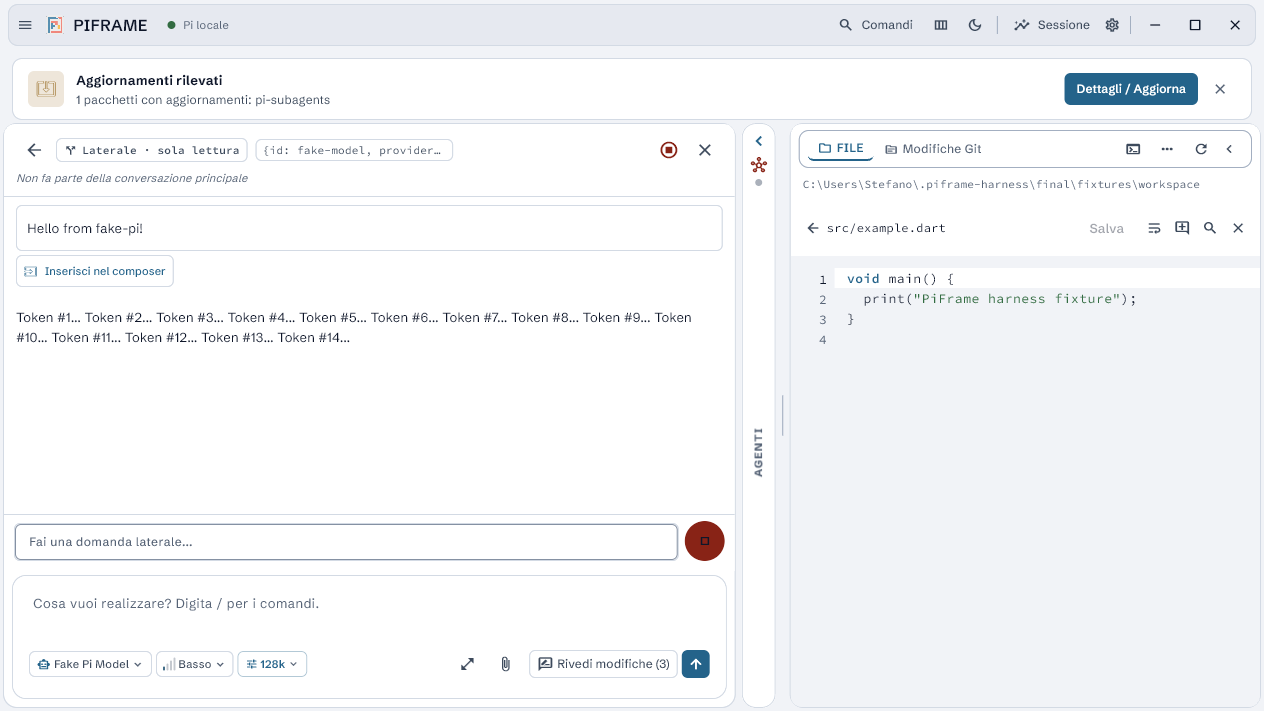 PIFRAME
Pi locale
Comandi
Sessione
Aggiornamenti rilevati
1 pacchetti con aggiornamenti: pi-subagents
Dettagli / Aggiorna
Laterale · sola lettura
{id: fake-model, provider…
Non fa parte della conversazione principale
Hello from fake-pi!
Inserisci nel composer
Token #1... Token #2... Token #3... Token #4... Token #5... Token #6... Token #7... Token #8... Token #9... Token
#10... Token #11... Token #12... Token #13... Token #14...
Fai una domanda laterale...
Cosa vuoi realizzare? Digita / per i comandi.
Fake Pi Model
Basso
128k
Rivedi modifiche (3)
AGENTI
FILE
Modifiche Git
C:\Users\Stefano\.piframe-harness\final\fixtures\workspace
src/example.dart
Salva
1 void main() {
2 print("PiFrame harness fixture");
3 }
4